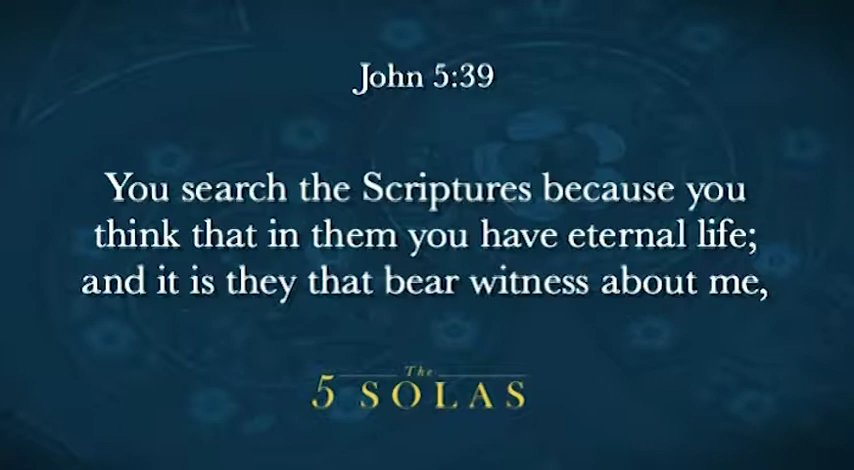 John 5:39
You search the Scriptures because you
think that in them you have eternal life;
and it is they that bear witness about me,
The
5 SOLAS